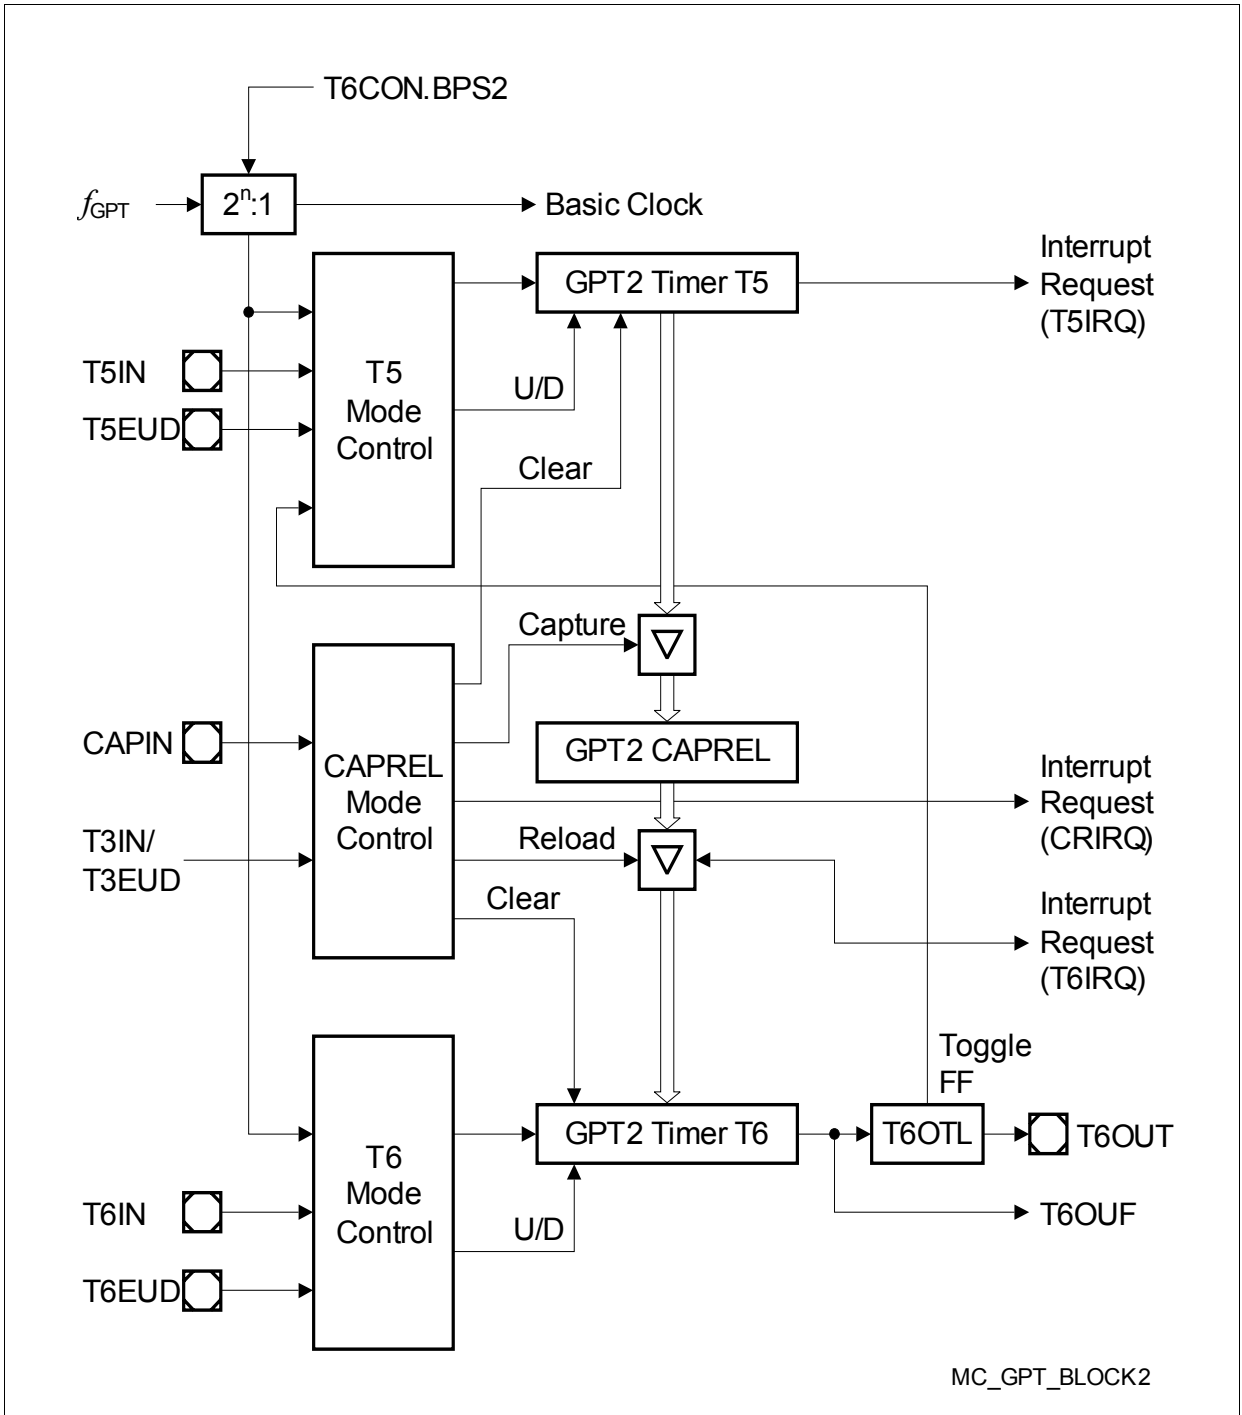 T6CON.BPS2
fGPT
2ⁿ:1
Basic Clock
Interrupt
Request
(T5IRQ)
GPT2 Timer T5
T5IN
T5EUD
T5
Mode
Control
U/D
Clear
Capture
CAPIN
GPT2 CAPREL
CAPREL
Mode
Control
Interrupt
Request
(CRIRQ)
T3IN/
T3EUD
Reload
Clear
Interrupt
Request
(T6IRQ)
Toggle
FF
GPT2 Timer T6
T6OTL
T6OUT
T6
Mode
Control
T6IN
U/D
T6OUF
T6EUD
MC_GPT_BLOCK2